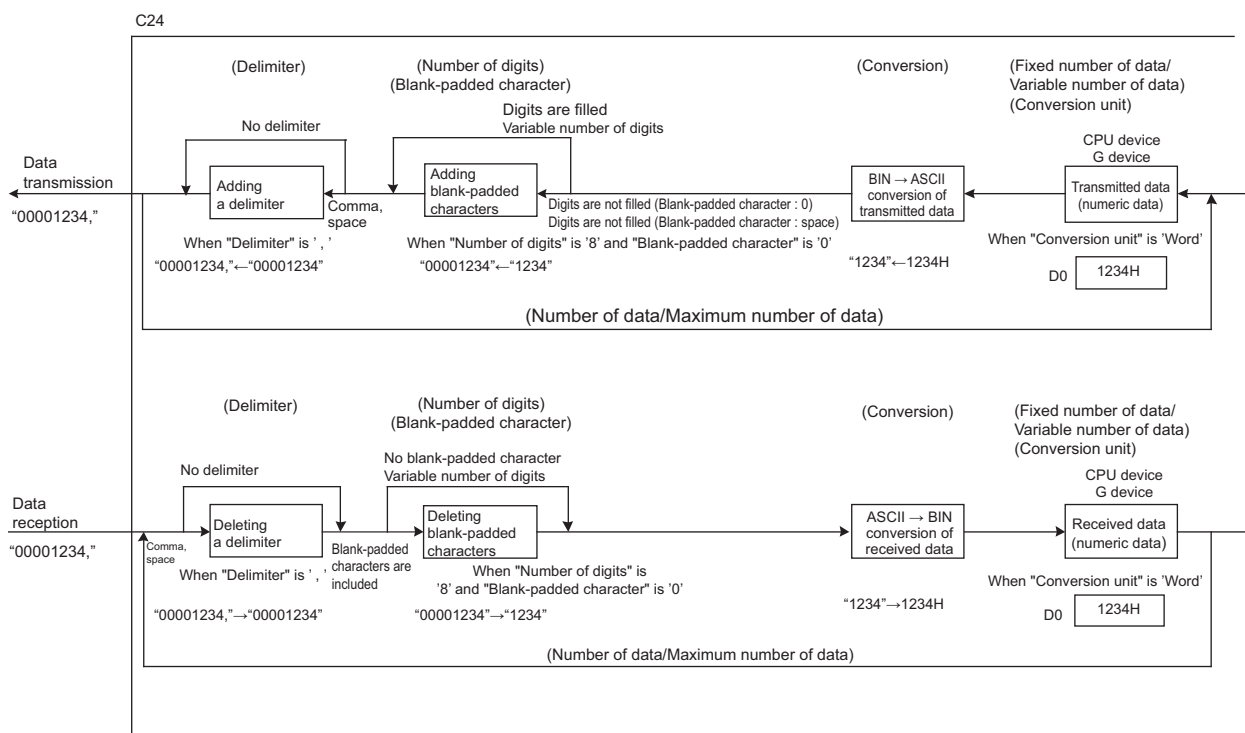 C24
(Delimiter)
(Number of digits)
(Blank-padded character)
(Conversion)
(Fixed number of data/
Variable number of data)
(Conversion unit)
No delimiter
Digits are filled
Variable number of digits
CPU device
G device
Data
transmission
“00001234,”
Adding
a delimiter
Comma,
space
Adding
blank-padded
characters
Digits are not filled (Blank-padded character : 0)
Digits are not filled (Blank-padded character : space)
BIN → ASCII
conversion of
transmitted data
Transmitted data
(numeric data)
When "Delimiter" is ’ , ’
“00001234,”←“00001234”
When "Number of digits" is ’8’ and "Blank-padded character" is ’0’
“00001234”←“1234”
“1234”←1234H
When "Conversion unit" is ’Word’
D0
1234H
(Number of data/Maximum number of data)
(Delimiter)
(Number of digits)
(Blank-padded character)
(Conversion)
(Fixed number of data/
Variable number of data)
(Conversion unit)
No delimiter
No blank-padded character
Variable number of digits
CPU device
G device
Data
reception
“00001234,”
Comma,
space
Deleting
a delimiter
Blank-padded
characters are
included
Deleting
blank-padded
characters
ASCII → BIN
conversion of
received data
Received data
(numeric data)
When "Delimiter" is ’ , ’
“00001234,”→“00001234”
When "Number of digits" is
’8’ and "Blank-padded character" is ’0’
“00001234”→“1234”
“1234”→1234H
When "Conversion unit" is ’Word’
D0
1234H
(Number of data/Maximum number of data)